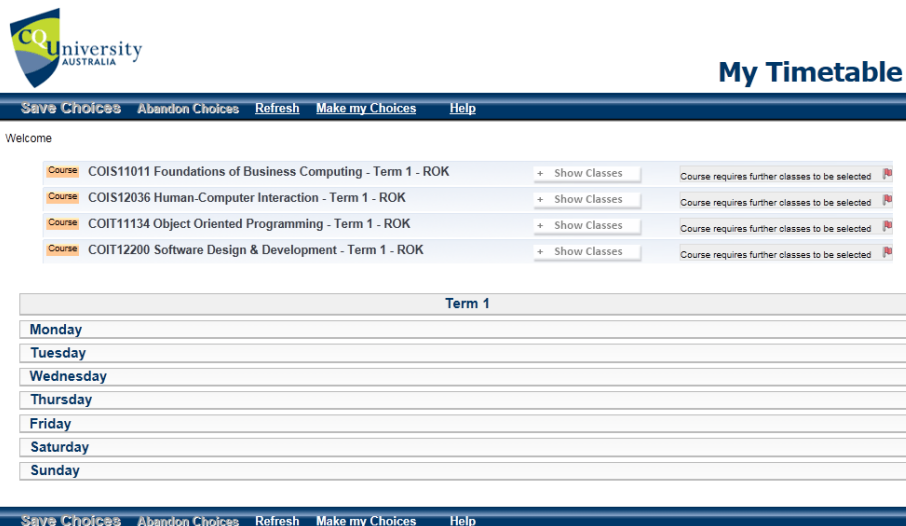 CQUniversity
AUSTRALIA
My Timetable
Save Choices Abandon Choices Refresh Make my Choices Help
Welcome
Course COIS11011 Foundations of Business Computing - Term 1 - ROK + Show Classes Course requires further classes to be selected
Course COIS12036 Human-Computer Interaction - Term 1 - ROK + Show Classes Course requires further classes to be selected
Course COIT11134 Object Oriented Programming - Term 1 - ROK + Show Classes Course requires further classes to be selected
Course COIT12200 Software Design & Development - Term 1 - ROK + Show Classes Course requires further classes to be selected
Term 1
Monday
Tuesday
Wednesday
Thursday
Friday
Saturday
Sunday
Save Choices Abandon Choices Refresh Make my Choices Help